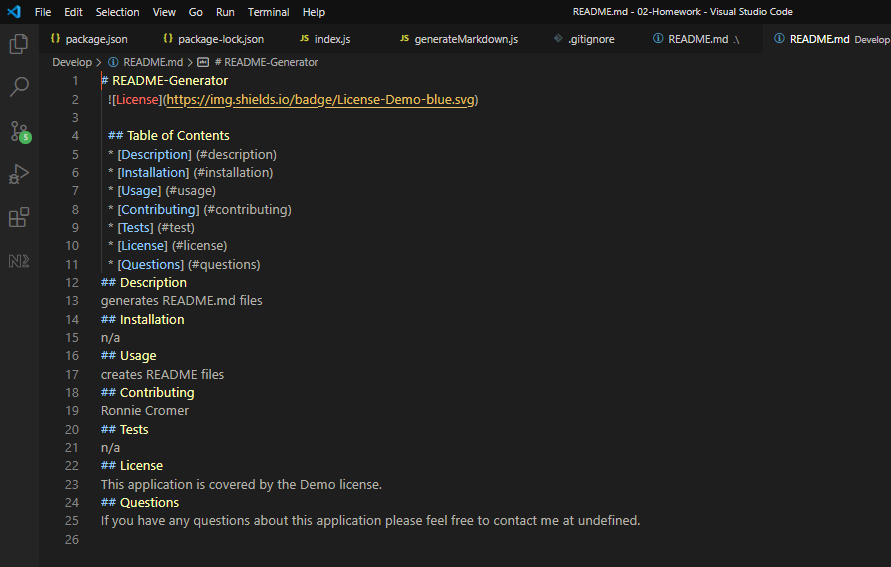 File Edit Selection View Go Run Terminal Help README.md - 02-Homework - Visual Studio Code
{} package.json {} package-lock.json JS index.js JS generateMarkdown.js .gitignore README.md .\ README.md Develop
Develop > README.md > # README-Generator
1 # README-Generator
2 ![License](https://img.shields.io/badge/License-Demo-blue.svg)
3
4 ## Table of Contents
5 * [Description] (#description)
6 * [Installation] (#installation)
7 * [Usage] (#usage)
8 * [Contributing] (#contributing)
9 * [Tests] (#test)
10 * [License] (#license)
11 * [Questions] (#questions)
12 ## Description
13 generates README.md files
14 ## Installation
15 n/a
16 ## Usage
17 creates README files
18 ## Contributing
19 Ronnie Cromer
20 ## Tests
21 n/a
22 ## License
23 This application is covered by the Demo license.
24 ## Questions
25 If you have any questions about this application please feel free to contact me at undefined.
26
5
N2